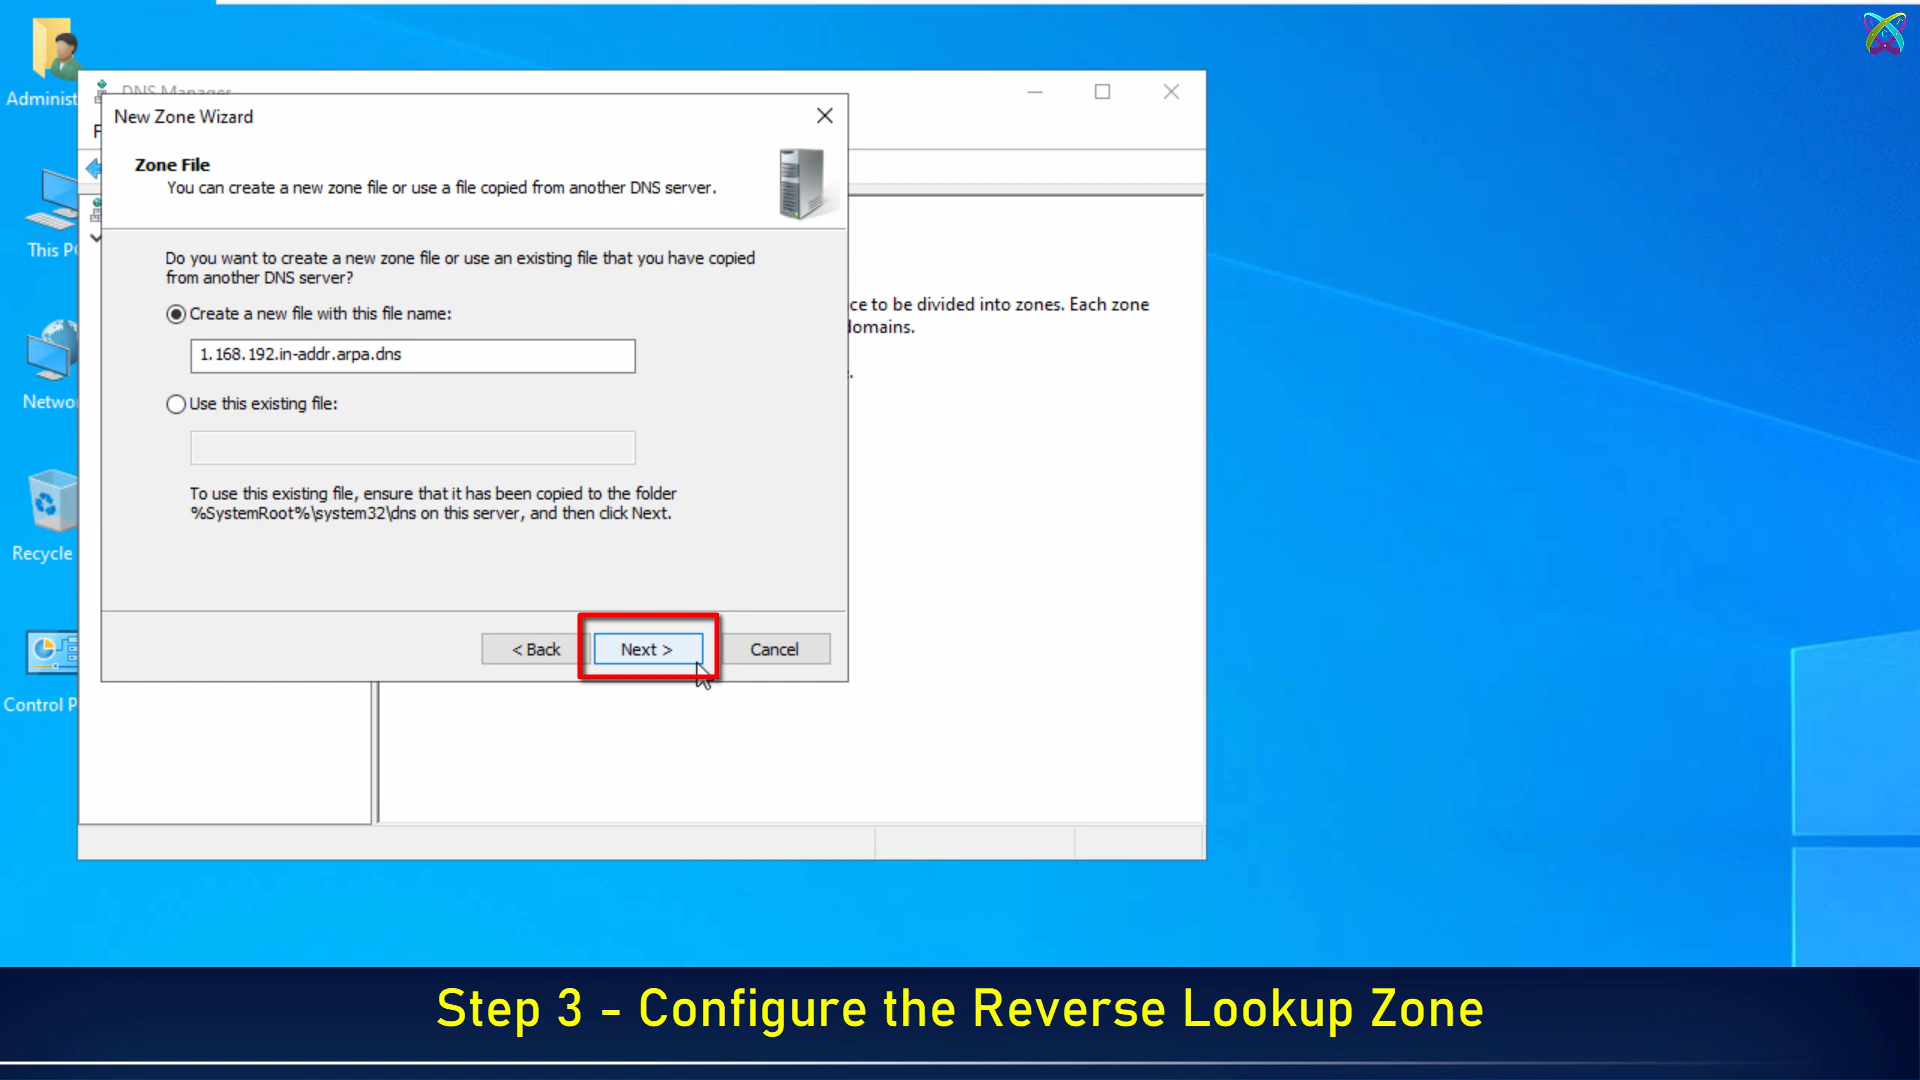 Administ
DNS Manager
New Zone Wizard
F
Zone File
You can create a new zone file or use a file copied from another DNS server.
This P
Do you want to create a new zone file or use an existing file that you have copied
from another DNS server?
ce to be divided into zones. Each zone
domains.
Create a new file with this file name:
1.168.192.in-addr.arpa.dns
Netwo
Use this existing file:
To use this existing file, ensure that it has been copied to the folder
%SystemRoot%\system32\dns on this server, and then click Next.
Recycle
< Back
Next >
Cancel
Control P
Step 3 - Configure the Reverse Lookup Zone